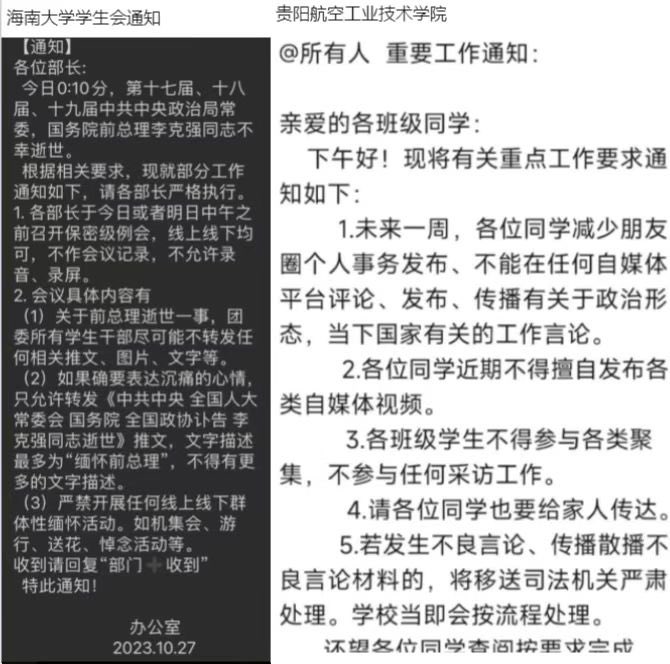 海南大学学生会通知
【通知】
各位部长:
今日0:10分，第十七届、十八
届、十九届中共中央政治局常
委，国务院前总理李克强同志不
幸逝世。
根据相关要求，现就部分工作
通知如下，请各部长严格执行。
1. 各部长于今日或者明日中午之
前召开保密级例会，线上线下均
可，不作会议记录，不允许录
音、录屏。
2. 会议具体内容有
（1）关于前总理逝世一事，团
委所有学生干部尽可能不转发任
何相关推文、图片、文字等。
（2）如果确要表达沉痛的心情，
只允许转发《中共中央 全国人大
常委会 国务院 全国政协讣告 李
克强同志逝世》推文，文字描述
最多为“缅怀前总理”，不得有更
多的文字描述。
（3）严禁开展任何线上线下群
体性缅怀活动。如机集会、游
行、送花、悼念活动等。
收到请回复“部门➕收到”
特此通知！
办公室
2023.10.27
贵阳航空工业技术学院
@所有人 重要工作通知：
亲爱的各班级同学：
下午好！现将有关重点工作要求通
知如下：
1.未来一周，各位同学减少朋友
圈个人事务发布、不能在任何自媒体
平台评论、发布、传播有关于政治形
态，当下国家有关的工作言论。
2.各位同学近期不得擅自发布各
类自媒体视频。
3.各班级学生不得参与各类聚
集，不参与任何采访工作。
4.请各位同学也要给家人传达。
5.若发生不良言论、传播散播不
良言论材料的，将移送司法机关严肃
处理。学校当即会按流程处理。
还望各位同学查阅按要求完成